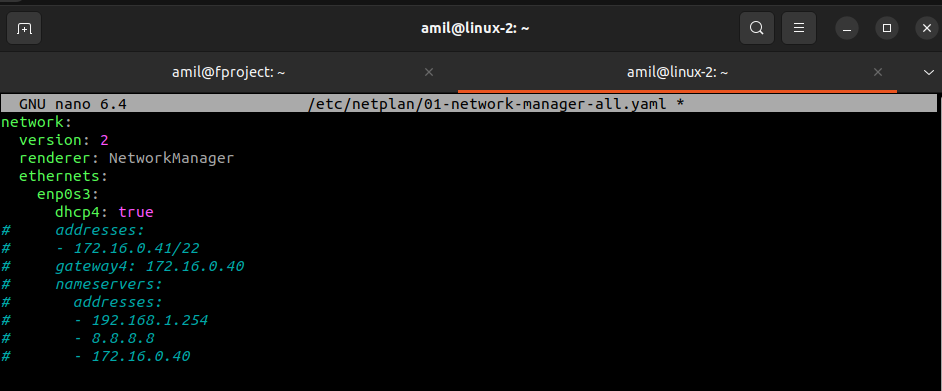 amil@linux-2: ~
amil@fproject: ~
amil@linux-2: ~
GNU nano 6.4 /etc/netplan/01-network-manager-all.yaml *
network:
  version: 2
  renderer: NetworkManager
  ethernets:
    enp0s3:
      dhcp4: true
#     addresses:
#     - 172.16.0.41/22
#     gateway4: 172.16.0.40
#     nameservers:
#       addresses:
#       - 192.168.1.254
#       - 8.8.8.8
#       - 172.16.0.40